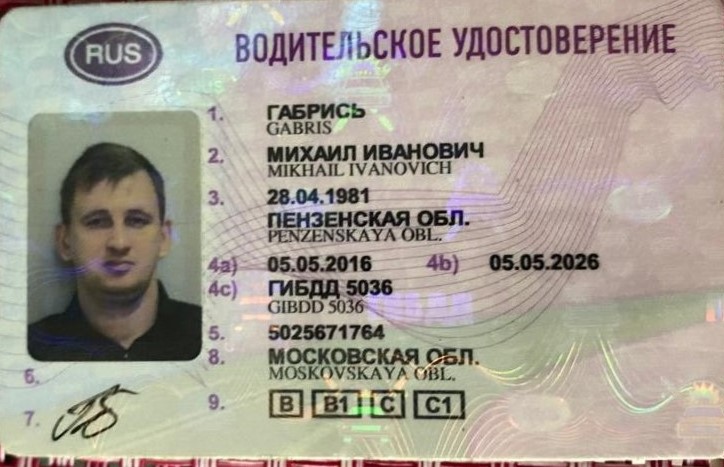 RUS ВОДИТЕЛЬСКОЕ УДОСТОВЕРЕНИЕ
1. ГАБРИСЬ
GABRIS
2. МИХАИЛ ИВАНОВИЧ
MIKHAIL IVANOVICH
3. 28.04.1981
ПЕНЗЕНСКАЯ ОБЛ.
PENZENSKAYA OBL.
4a) 05.05.2016 4b) 05.05.2026
4c) ГИБДД 5036
GIBDD 5036
5. 5025671764
8. МОСКОВСКАЯ ОБЛ.
MOSKOVSKAYA OBL.
6.
7.
9. B B1 C C1